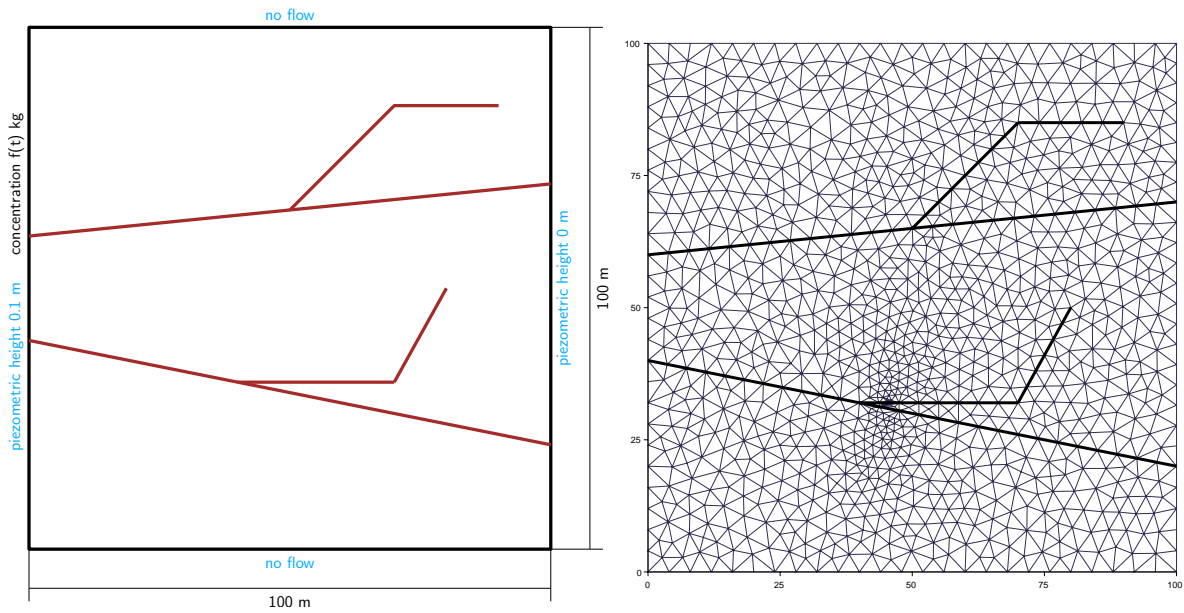 no flow
concentration f(t) kg
piezometric height 0.1 m
piezometric height 0 m
100 m
no flow
100 m
100
75
50
25
0
0
25
50
75
100